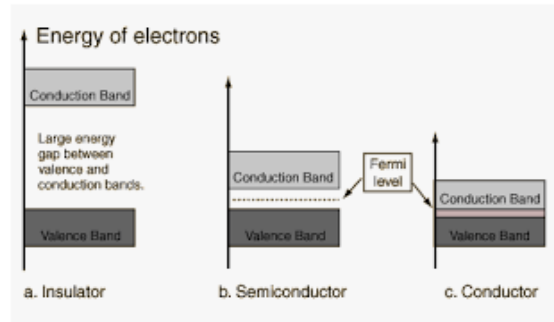 Energy of electrons
Conduction Band
Large energy
gap between
valence and
conduction bands.
Valence Band
a. Insulator
Conduction Band
Valence Band
b. Semiconductor
Fermi
level
Conduction Band
Valence Band
c. Conductor